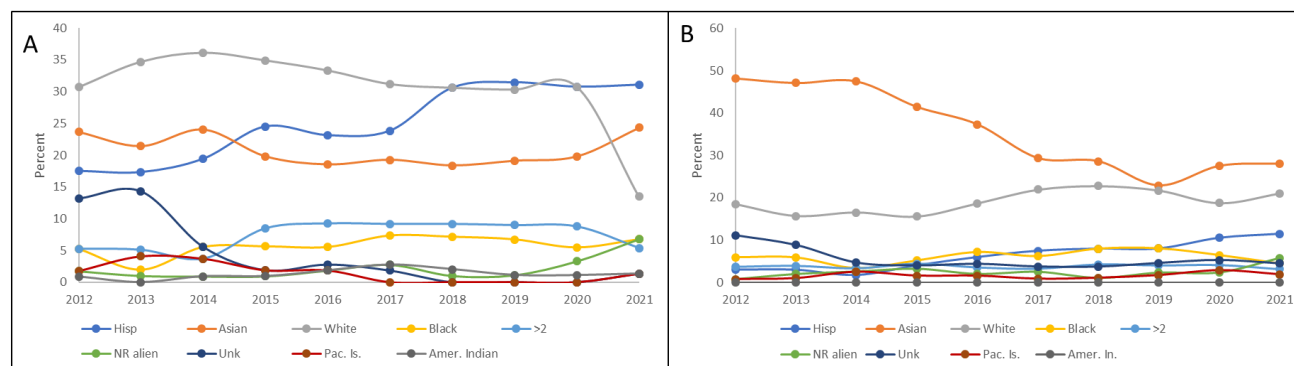 A
Percent
40
35
30
25
20
15
10
5
0
2012 2013 2014 2015 2016 2017 2018 2019 2020 2021
Hisp Asian White Black >2
NR alien Unk Pac. Is. Amer. Indian
B
Percent
60
50
40
30
20
10
0
2012 2013 2014 2015 2016 2017 2018 2019 2020 2021
Hisp Asian White Black >2
NR alien Unk Pac. Is. Amer. In.